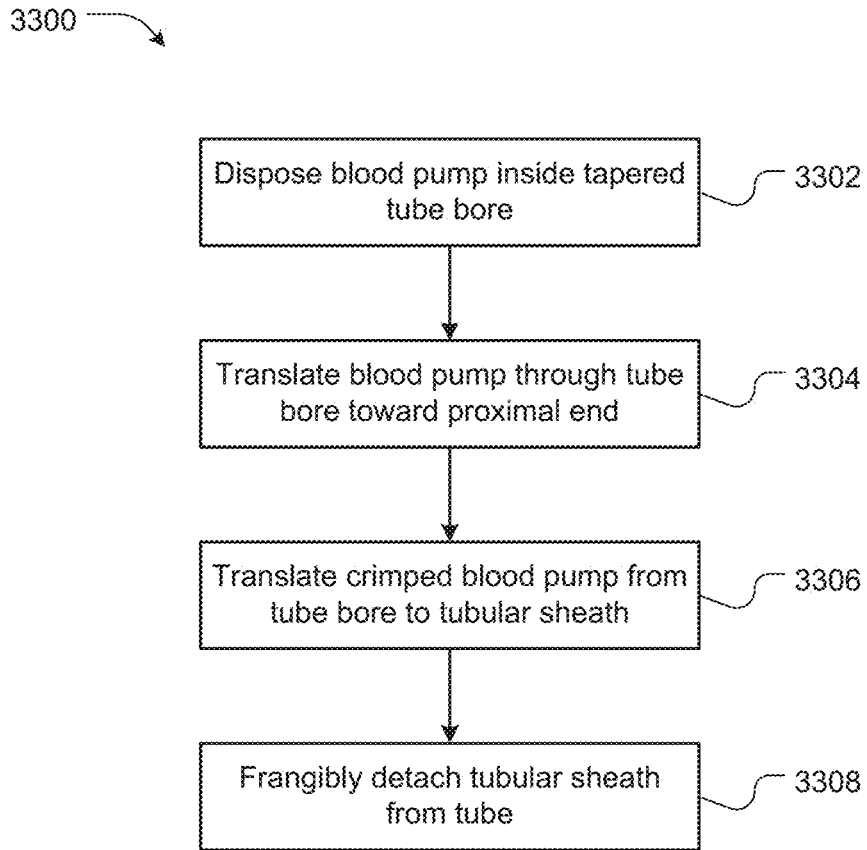 3300
Dispose blood pump inside tapered
tube bore
3302
Translate blood pump through tube
bore toward proximal end
3304
Translate crimped blood pump from
tube bore to tubular sheath
3306
Frangibly detach tubular sheath
from tube
3308